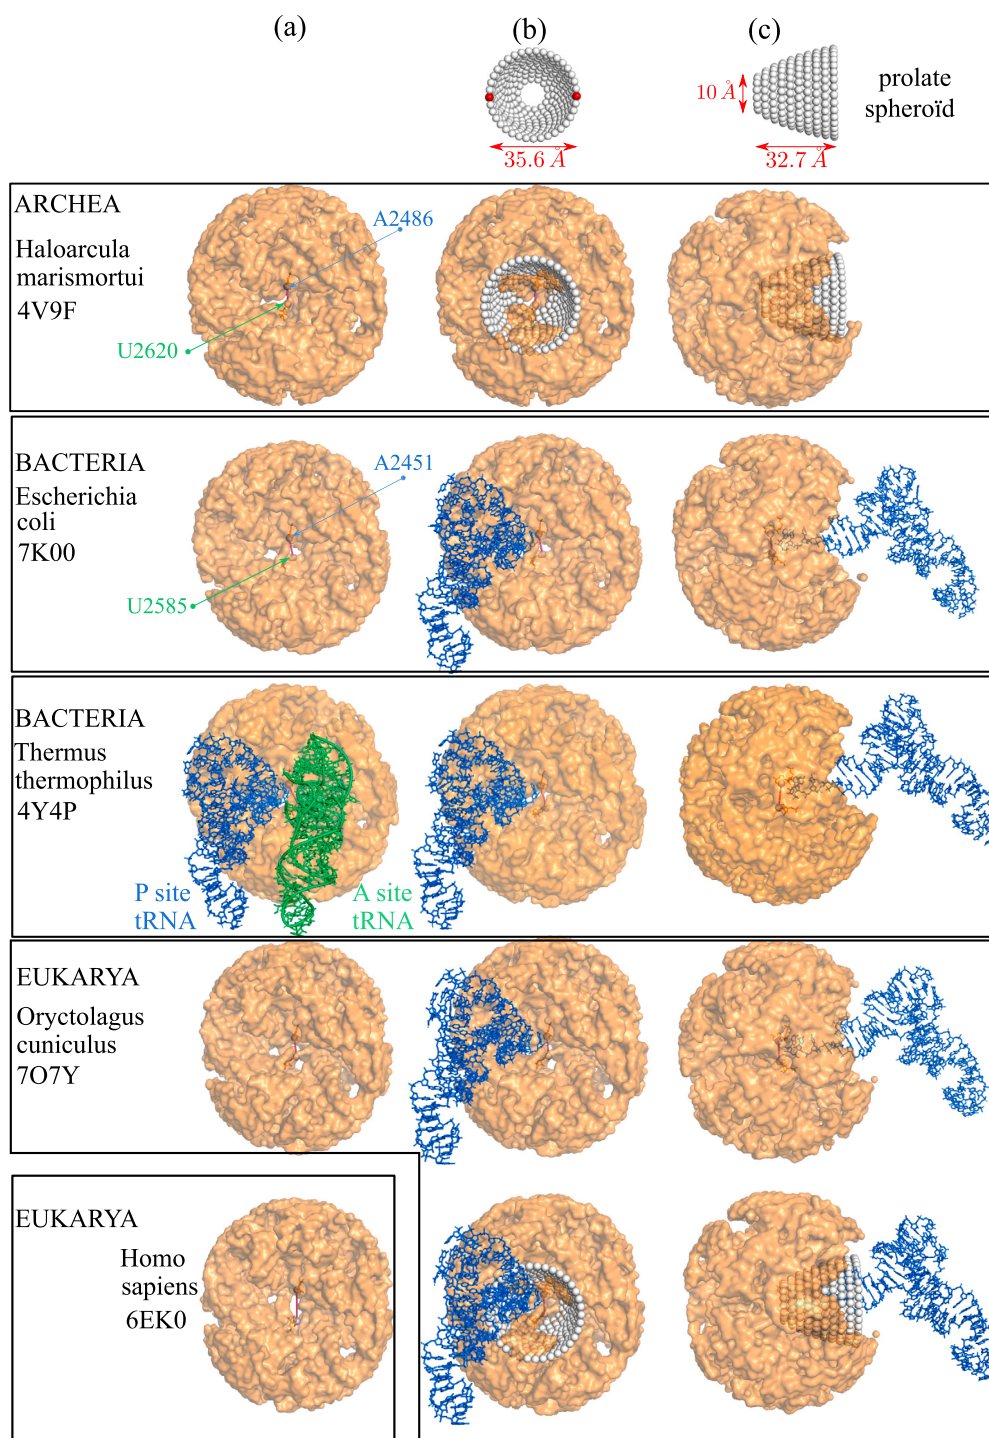 (a)
(b)
(c)
10 Å
prolate
spheroïd
35.6 Å
32.7 Å
ARCHEA
A2486
Haloarcula
marismortui
4V9F
U2620
BACTERIA
A2451
Escherichia
coli
7K00
U2585
BACTERIA
Thermus
thermophilus
4Y4P
P site
tRNA
A site
tRNA
EUKARYA
Oryctolagus
cuniculus
7O7Y
EUKARYA
Homo
sapiens
6EK0